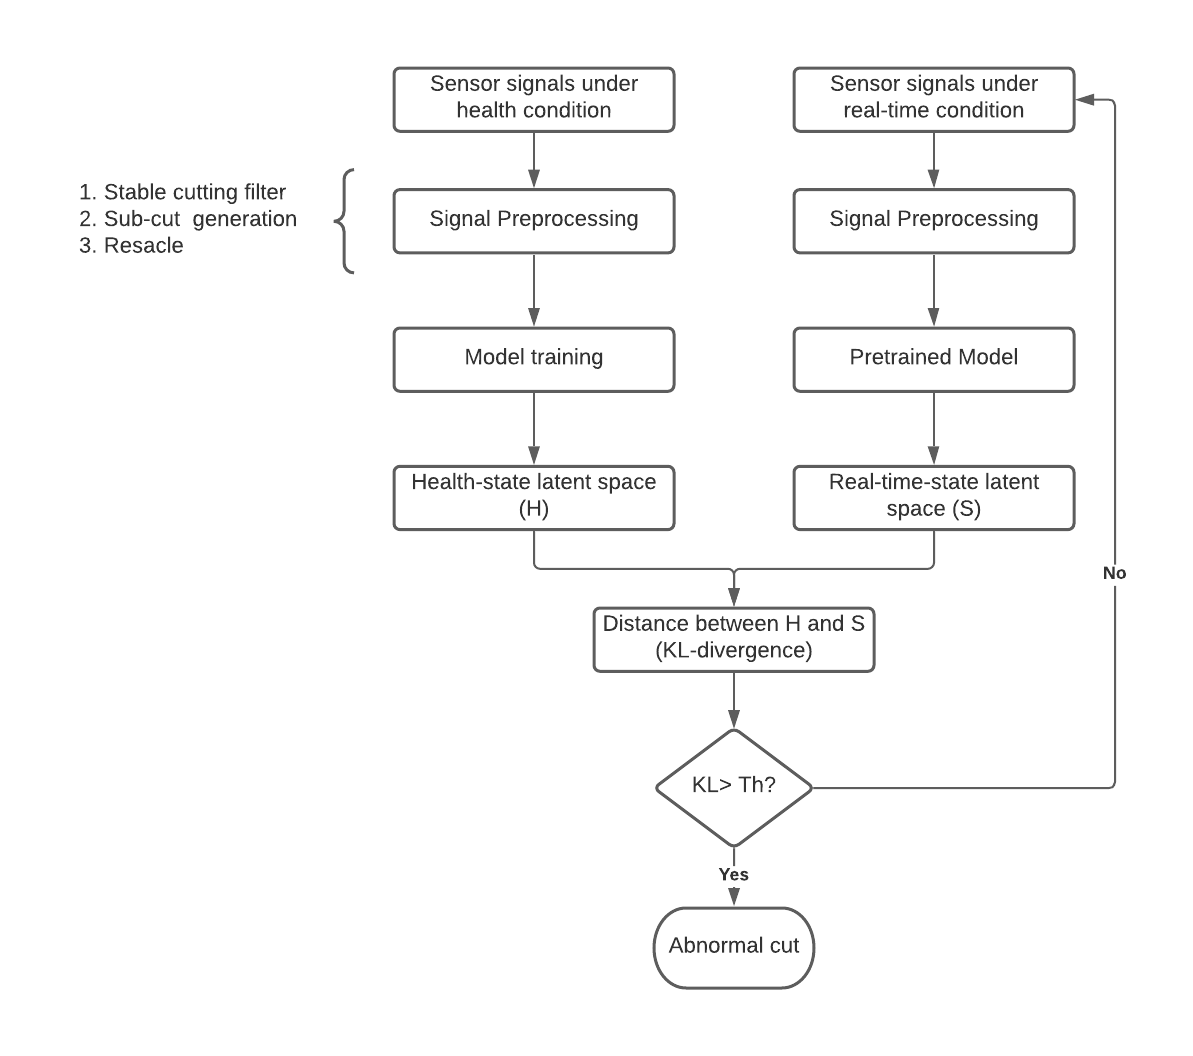 Sensor signals under
health condition
Sensor signals under
real-time condition
1. Stable cutting filter
2. Sub-cut  generation
3. Resacle
Signal Preprocessing
Signal Preprocessing
Model training
Pretrained Model
Health-state latent space
(H)
Real-time-state latent
space (S)
No
Distance between H and S
(KL-divergence)
KL> Th?
Yes
Abnormal cut